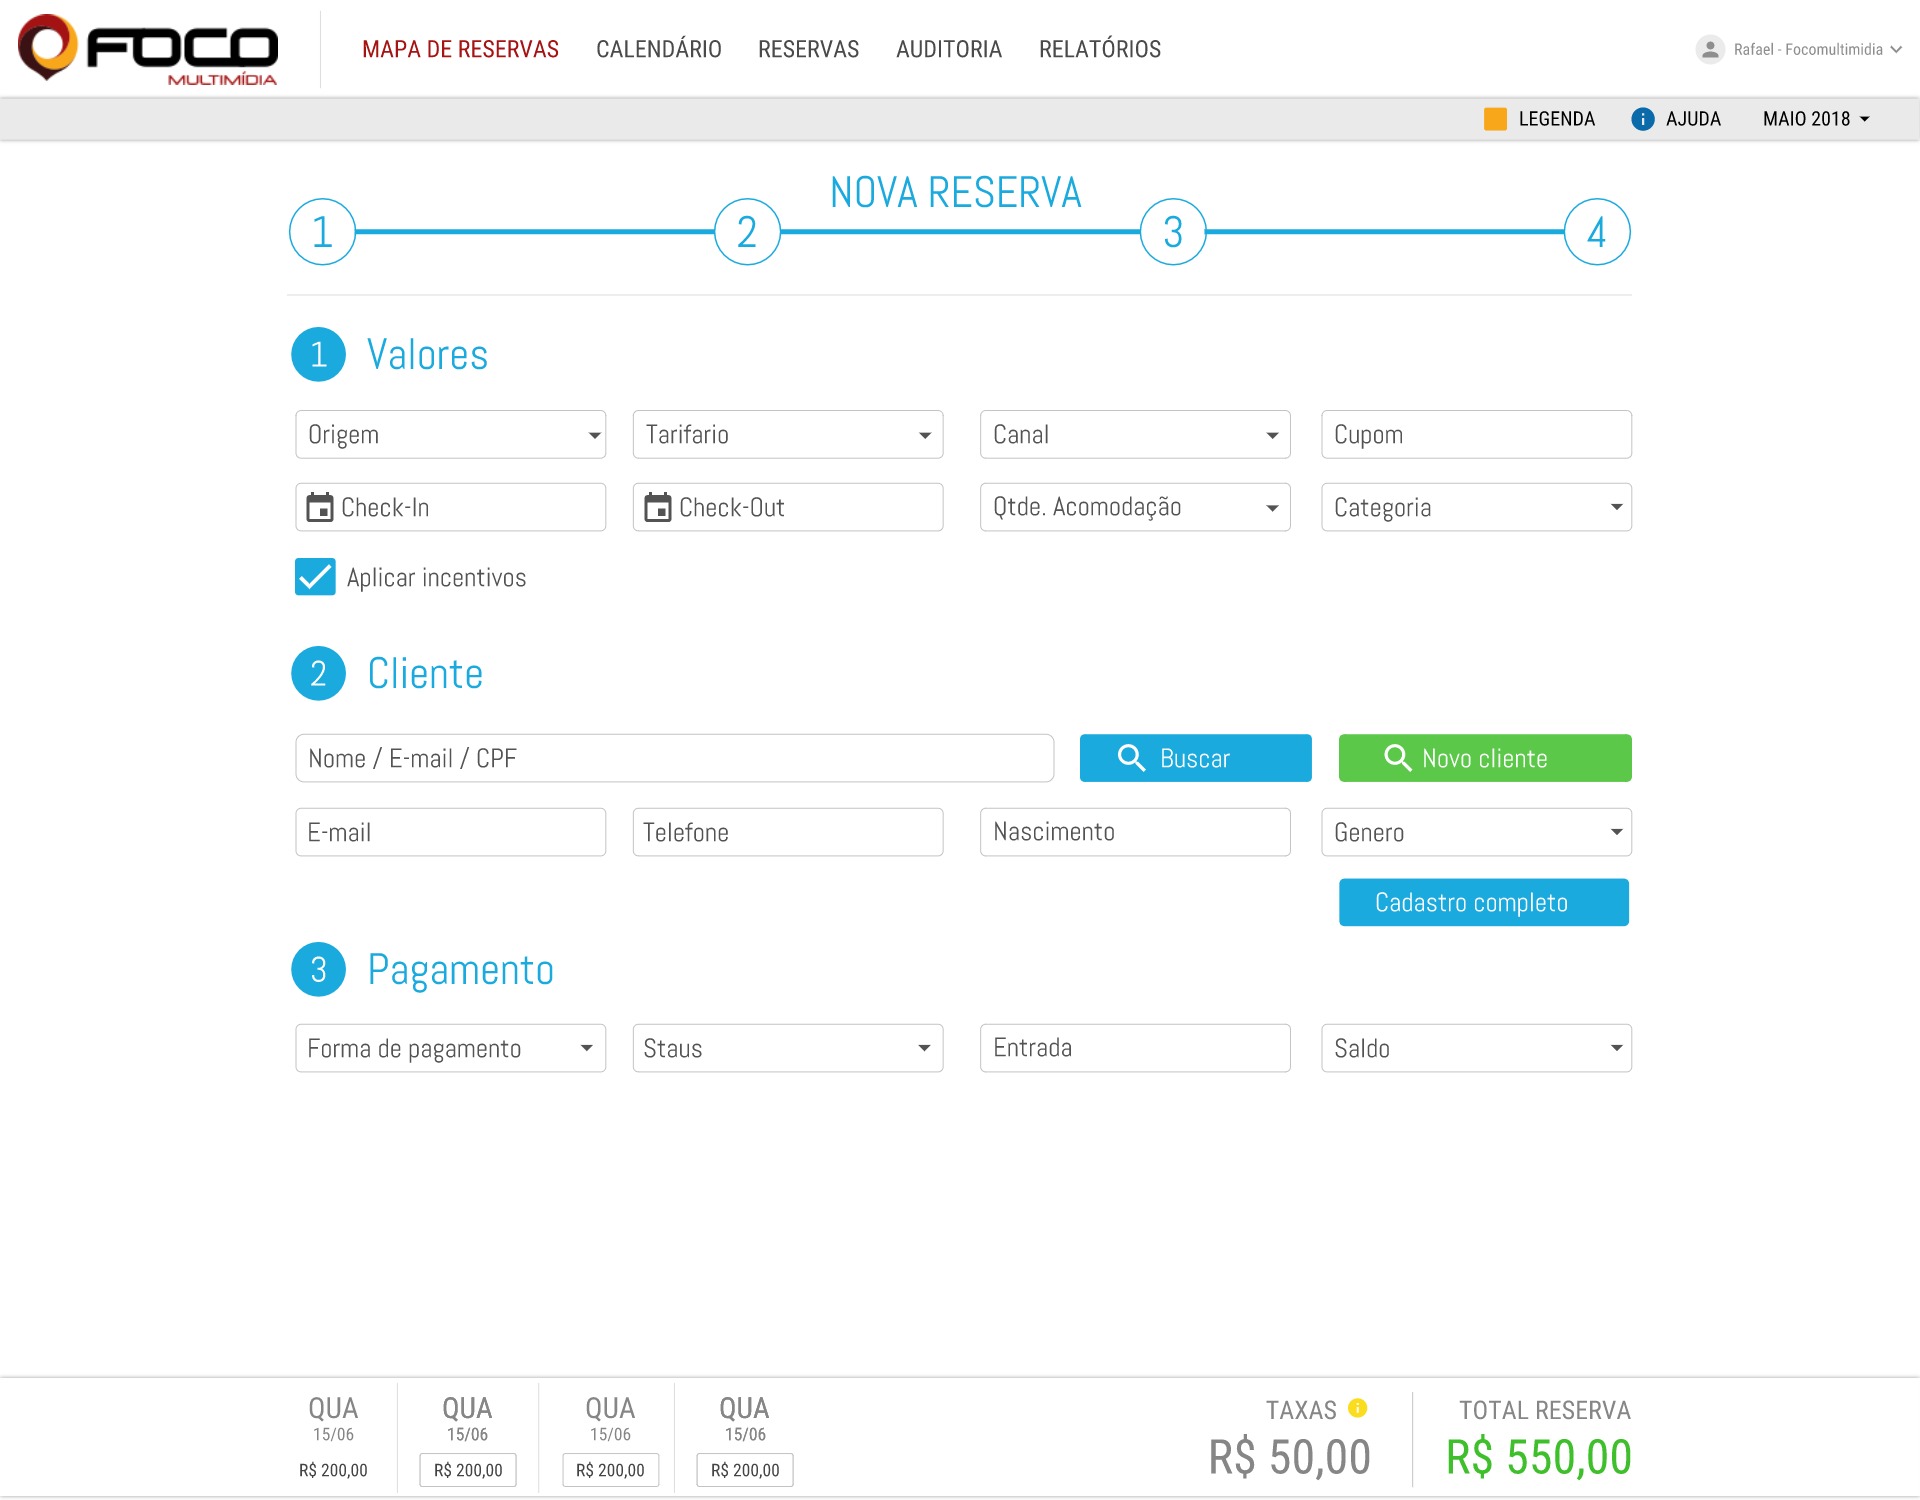 FOCO
MULTIMÍDIA
MAPA DE RESERVAS CALENDÁRIO RESERVAS AUDITORIA RELATÓRIOS
Rafael - Focomultimidia
LEGENDA i AJUDA MAIO 2018
NOVA RESERVA
1 2 3 4
1 Valores
Origem Tarifario Canal Cupom
Check-In Check-Out Qtde. Acomodação Categoria
Aplicar incentivos
2 Cliente
Nome / E-mail / CPF Buscar Novo cliente
E-mail Telefone Nascimento Genero
Cadastro completo
3 Pagamento
Forma de pagamento Staus Entrada Saldo
QUA QUA QUA QUA TAXAS i TOTAL RESERVA
15/06 15/06 15/06 15/06
R$ 200,00 R$ 200,00 R$ 200,00 R$ 200,00 R$ 50,00 R$ 550,00